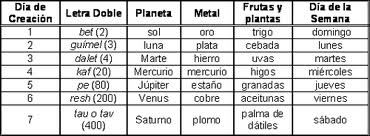 Día de Creación | Letra Doble | Planeta | Metal | Frutas y plantas | Día de la Semana
1 | bet (2) | sol | oro | trigo | domingo
2 | guímel (3) | luna | plata | cebada | lunes
3 | dalet (4) | Marte | hierro | uvas | martes
4 | kaf (20) | Mercurio | mercurio | higos | miércoles
5 | pe (80) | Júpiter | estaño | granadas | jueves
6 | resh (200) | Venus | cobre | aceitunas | viernes
7 | tau o tav (400) | Saturno | plomo | palma de dátiles | sábado